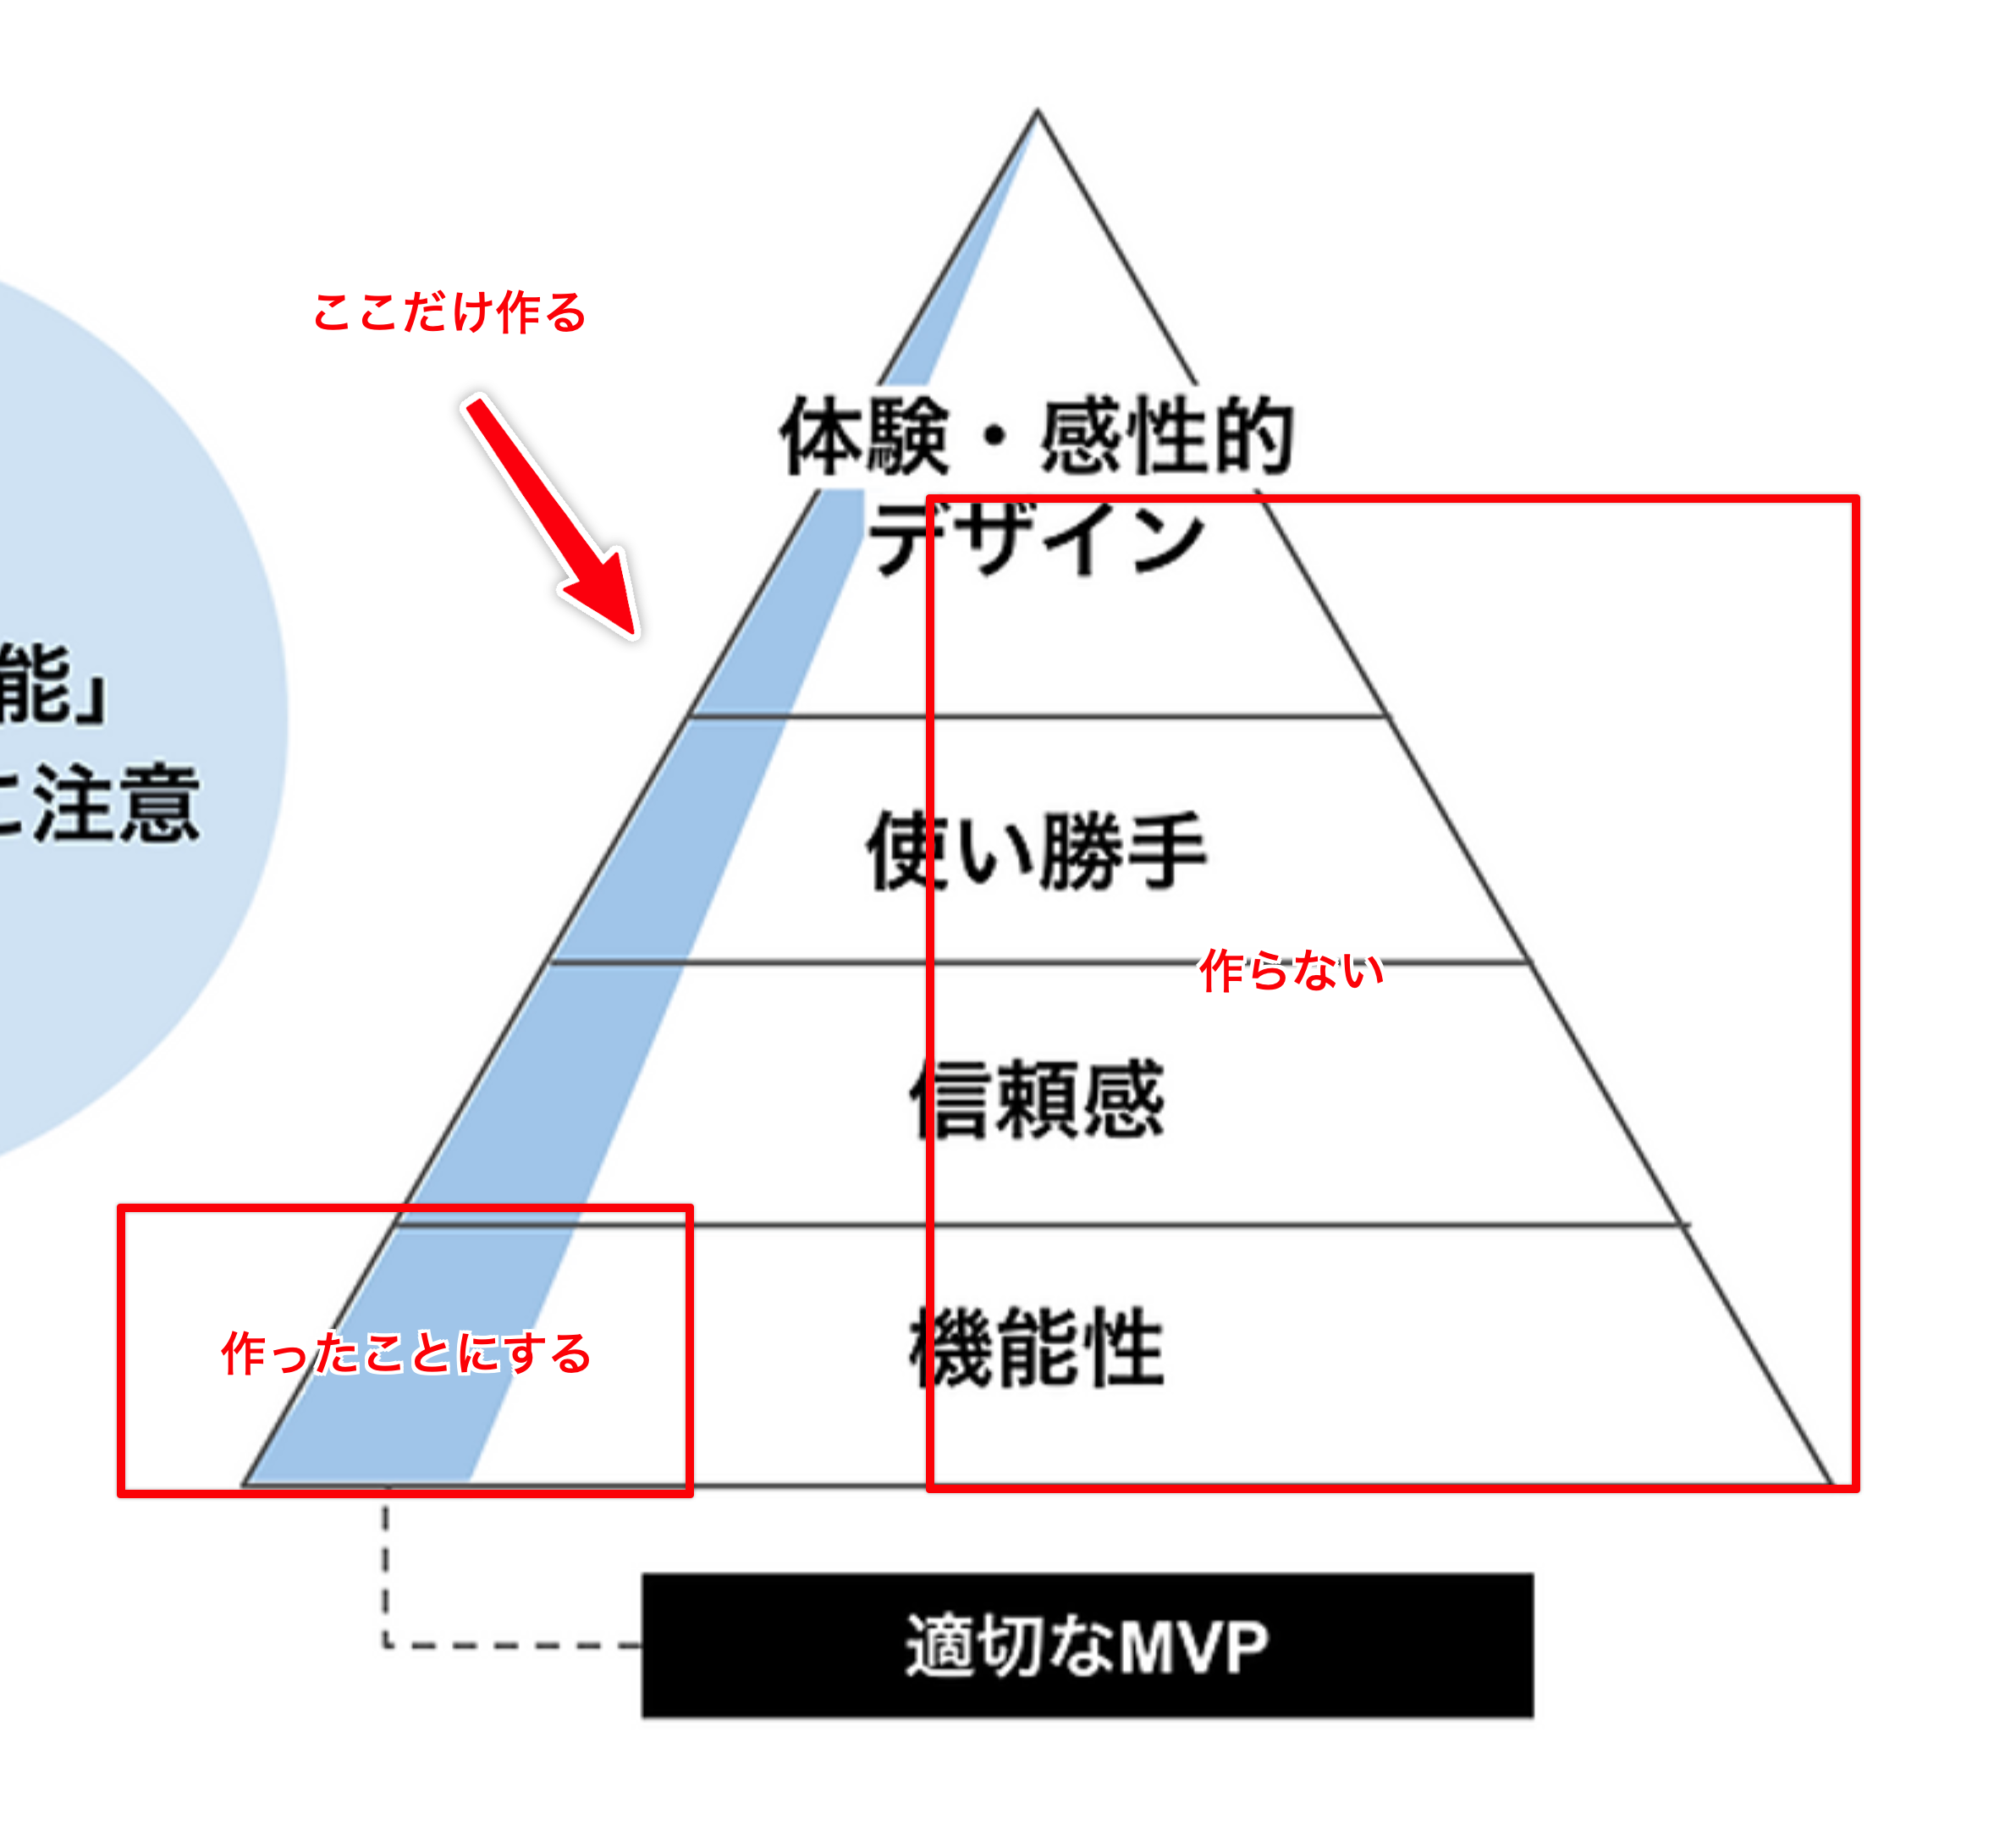 ここだけ作る
体験・感性的
デザイン
能」
に注意
使い勝手
作らない
信頼感
機能性
作ったことにする
適切なMVP